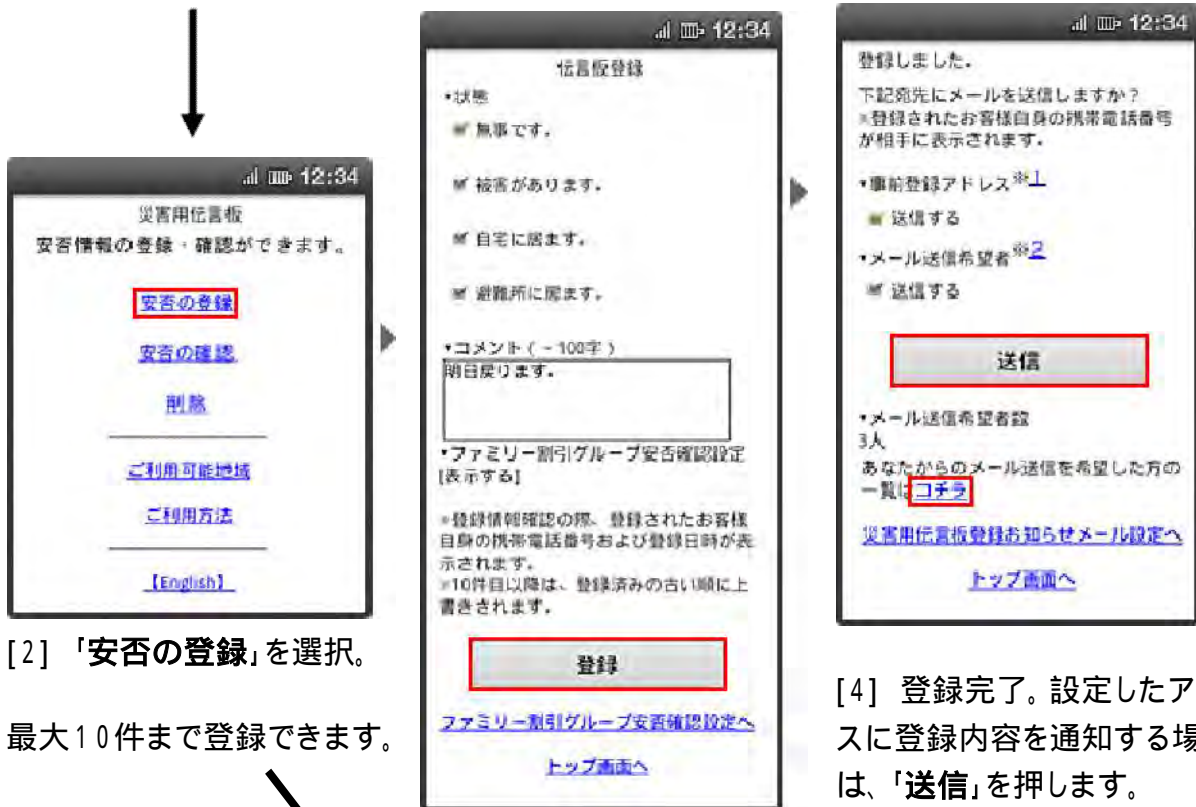 12:34
災害用伝言板
安否情報の登録・確認ができます。
安否の登録
安否の確認
削除
ご利用可能地域
ご利用方法
【English】
[2] 「安否の登録」を選択。
最大10件まで登録できます。
12:34
伝言板登録
▪状態
無事です。
被害があります。
自宅に居ます。
避難所に居ます。
▪コメント(~100字)
明日戻ります。
▪ファミリー割引グループ安否確認設定
[表示する]
※登録情報確認の際、登録されたお客様
自身の携帯電話番号および登録日時が表
示されます。
※10件目以降は、登録済みの古い順に上
書きされます。
登録
ファミリー割引グループ安否確認設定へ
トップ画面へ
12:34
登録しました。
下記宛先にメールを送信しますか?
※登録されたお客様自身の携帯電話番号
が相手に表示されます。
▪事前登録アドレス※1
送信する
▪メール送信希望者※2
送信する
送信
▪メール送信希望者数
3人
あなたからのメール送信を希望した方の
一覧はコチラ
災害用伝言板登録お知らせメール設定へ
トップ画面へ
[4] 登録完了。設定したア
スに登録内容を通知する場
は、「送信」を押します。